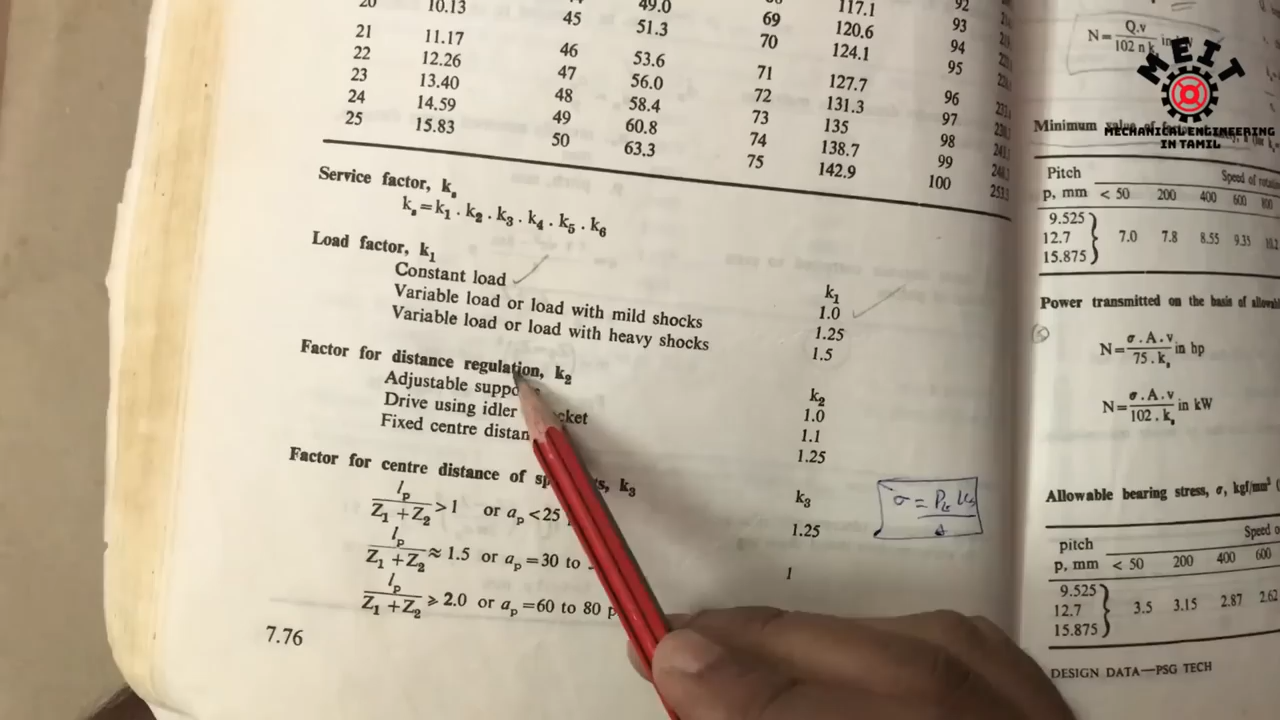 20 10.13 45 49.0 69 117.1 92
21 11.17 46 51.3 70 120.6 93
22 12.26 47 53.6 71 124.1 94
23 13.40 48 56.0 72 127.7 95
24 14.59 49 58.4 73 131.3 96
25 15.83 50 60.8 74 135 97
63.3 75 138.7 98
142.9 99
100
Service factor, kₛ
kₛ = k₁ . k₂ . k₃ . k₄ . k₅ . k₆
Load factor, k₁
k₁
Constant load 1.0
Variable load or load with mild shocks 1.25
Variable load or load with heavy shocks 1.5
Factor for distance regulation, k₂
k₂
Adjustable 1.0
Drive using idler 1.1
Fixed centre 1.25
Factor for centre distance of k₃
k₃
lₚ / Z₁ + Z₂ > 1 or aₚ < 25 1.25
lₚ / Z₁ + Z₂ ≈ 1.5 or aₚ = 30 to 1
lₚ / Z₁ + Z₂ ⩾ 2.0 or aₚ = 60 to 80 p
7.76
N = Q.v / 102 n k
MEIT
MECHANICAL ENGINEERING
IN TAMIL
Minimum value of
Pitch Speed of
p, mm < 50 200 400 600 800
9.525
12.7 7.0 7.8 8.55 9.35
15.875
Power transmitted on the basis of
N = σ . A . v / 75 . kₛ in hp
N = σ . A . v / 102 . kₛ in kW
Allowable bearing stress, σ, kgf/mm²
pitch Speed
p, mm < 50 200 400 600
9.525
12.7 3.5 3.15 2.87 2.62
15.875
DESIGN DATA—PSG TECH